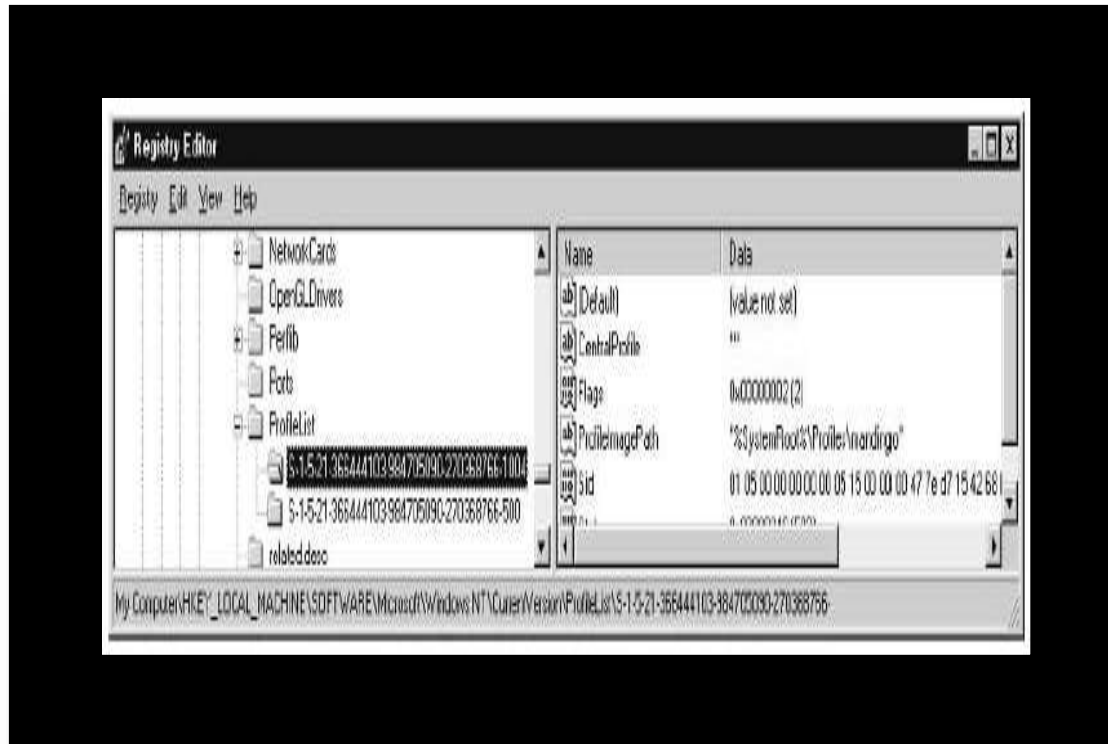 Registry Editor
Registry Edit View Help
NetworkCards
OpenGLDrivers
Perflib
Ports
ProfileList
S-1-5-21-366444103-984705090-270368766-1004
S-1-5-21-366444103-984705090-270368766-500
related.desc
Name Data
(Default) (value not set)
CentralProfile ""
Flags 0x00000002 (2)
ProfileImagePath "%SystemRoot%\Profiles\mandingo"
Sid 01 05 00 00 00 00 00 05 15 00 00 00 47 7e d7 15 42 68
My Computer\HKEY_LOCAL_MACHINE\SOFTWARE\Microsoft\Windows NT\CurrentVersion\ProfileList\S-1-5-21-366444103-984705090-270368766-